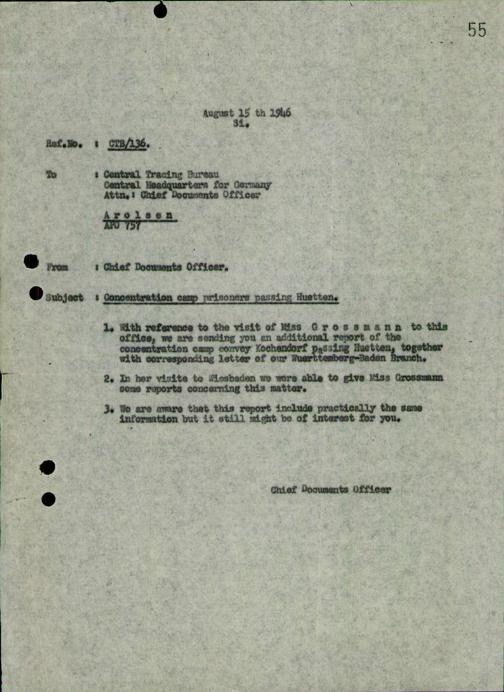 55
August 15 th 1946
Si.
Ref.No. : CTB/136.
To : Central Tracing Bureau
Central Headquarters for Germany
Attn.: Chief Documents Officer
A r o l s e n
APO 757
From : Chief Documents Officer.
Subject : Concentration camp prisoners passing Huetten.
1. With reference to the visit of Miss G r o s s m a n n to this
office, we are sending you an additional report of the
concentration camp convey Kochendorf passing Huetten, together
with corresponding letter of our Wuerttemberg-Baden Branch.
2. In her visite to Wiesbaden we were able to give Miss Grossmann
some reports concerning this matter.
3. We are aware that this report include practically the same
information but it still might be of interest for you.
Chief Documents Officer